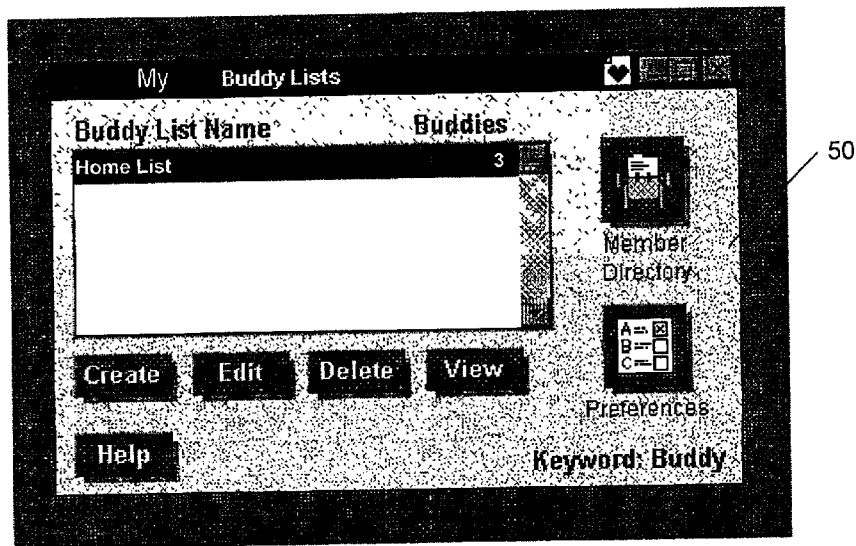 My Buddy Lists
Buddy List Name Buddies
Home List 3
50
Member
Directory
A
B
C
Create Edit Delete View
Preferences
Help
Keyword: Buddy